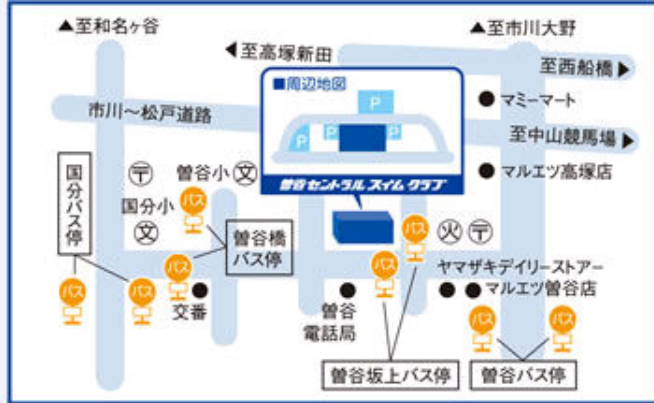 ▲至和名ヶ谷
▲至市川大野
◀至高塚新田
至西船橋▶
■周辺地図
P
P
P
P
マミーマート
市川～松戸道路
至中山競馬場▶
〒
曽谷小
文
マルエツ高塚店
曽谷セントラルスイムクラブ
国分バス停
国分小
文
バス
曽谷橋
バス停
バス
火
〒
バス
バス
ヤマザキデイリーストアー
マルエツ曽谷店
バス
バス
交番
曽谷
電話局
バス
バス
曽谷坂上バス停
曽谷バス停